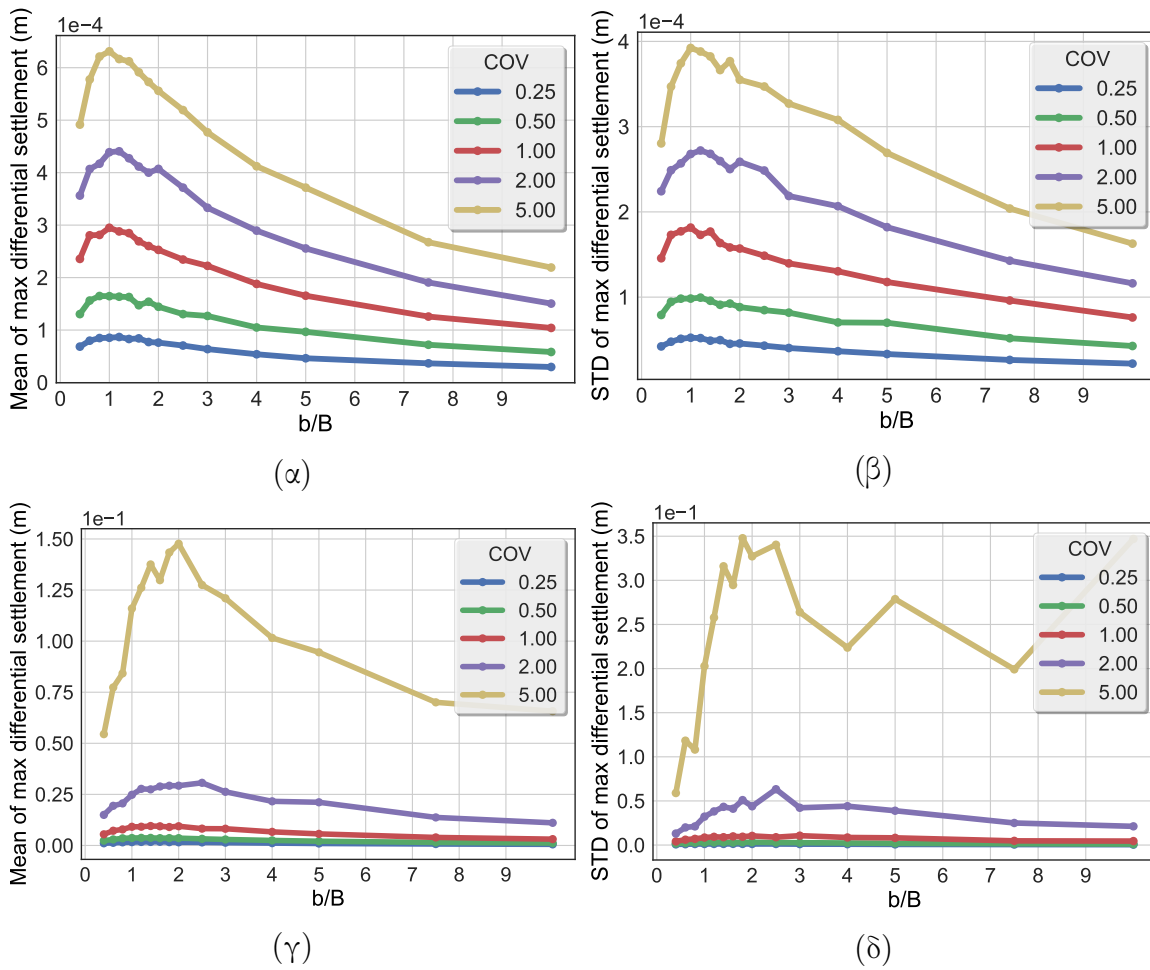 1e−4
Mean of max differential settlement (m)
6
5
4
3
2
1
0
0 1 2 3 4 5 6 7 8 9
b/B
COV
0.25
0.50
1.00
2.00
5.00
(α)
1e−4
STD of max differential settlement (m)
4
3
2
1
0 1 2 3 4 5 6 7 8 9
b/B
COV
0.25
0.50
1.00
2.00
5.00
(β)
1e−1
Mean of max differential settlement (m)
1.50
1.25
1.00
0.75
0.50
0.25
0.00
0 1 2 3 4 5 6 7 8 9
b/B
COV
0.25
0.50
1.00
2.00
5.00
(γ)
1e−1
STD of max differential settlement (m)
3.5
3.0
2.5
2.0
1.5
1.0
0.5
0.0
0 1 2 3 4 5 6 7 8 9
b/B
COV
0.25
0.50
1.00
2.00
5.00
(δ)